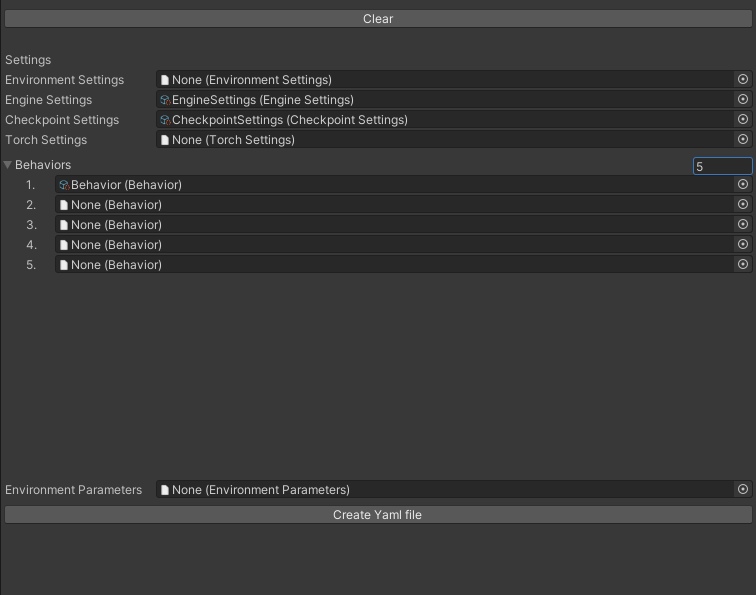 Clear
Settings
Environment Settings None (Environment Settings)
Engine Settings EngineSettings (Engine Settings)
Checkpoint Settings CheckpointSettings (Checkpoint Settings)
Torch Settings None (Torch Settings)
Behaviors 5
1. Behavior (Behavior)
2. None (Behavior)
3. None (Behavior)
4. None (Behavior)
5. None (Behavior)
Environment Parameters None (Environment Parameters)
Create Yaml file